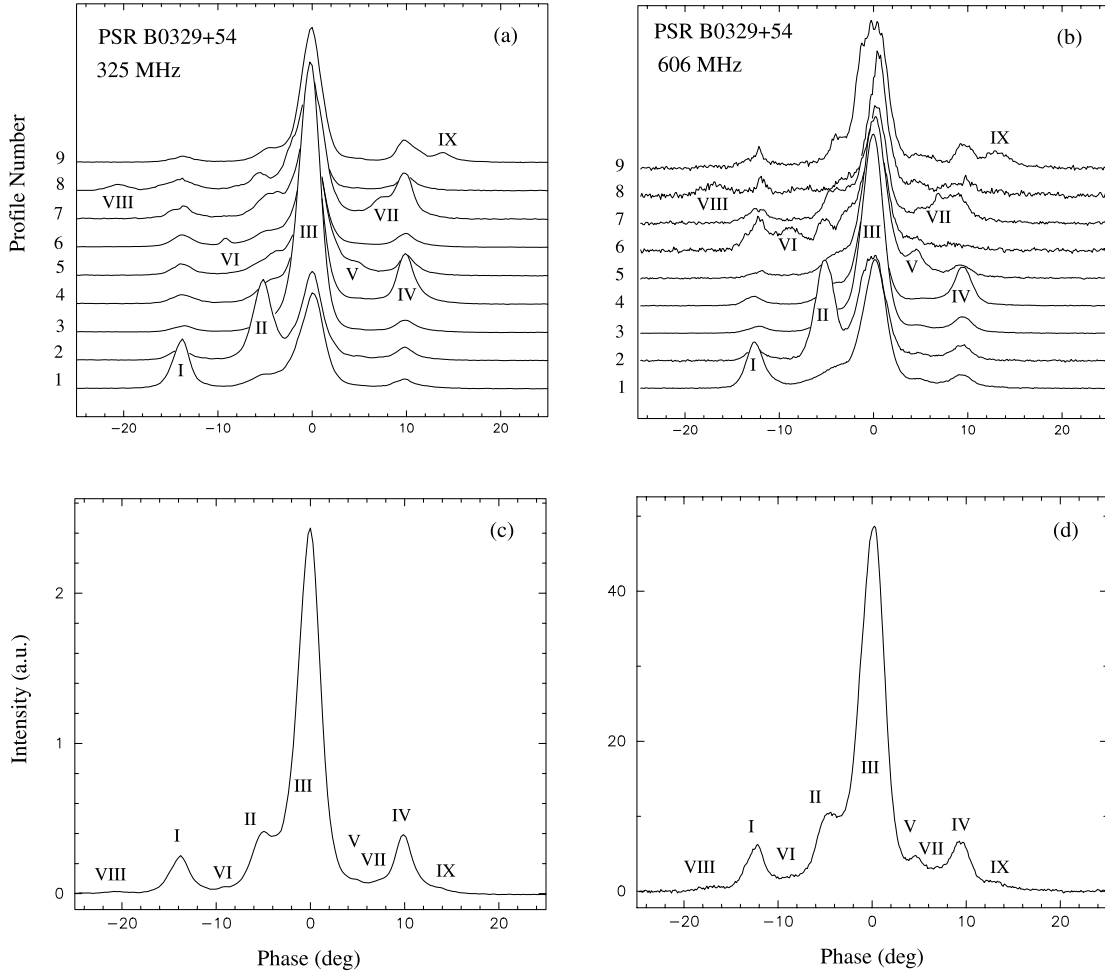 PSR B0329+54
325 MHz
(a)
Profile Number
9
8
7
6
5
4
3
2
1
IX
VIII
VII
VI
III
V
IV
II
I
−20
−10
0
10
20
PSR B0329+54
606 MHz
(b)
9
8
7
6
5
4
3
2
1
IX
VIII
VII
VI
III
V
IV
II
I
−20
−10
0
10
20
(c)
Intensity (a.u.)
2
1
0
VIII
I
VI
II
III
V
VII
IV
IX
−20
−10
0
10
20
Phase (deg)
(d)
40
20
0
VIII
I
VI
II
III
V
VII
IV
IX
−20
−10
0
10
20
Phase (deg)